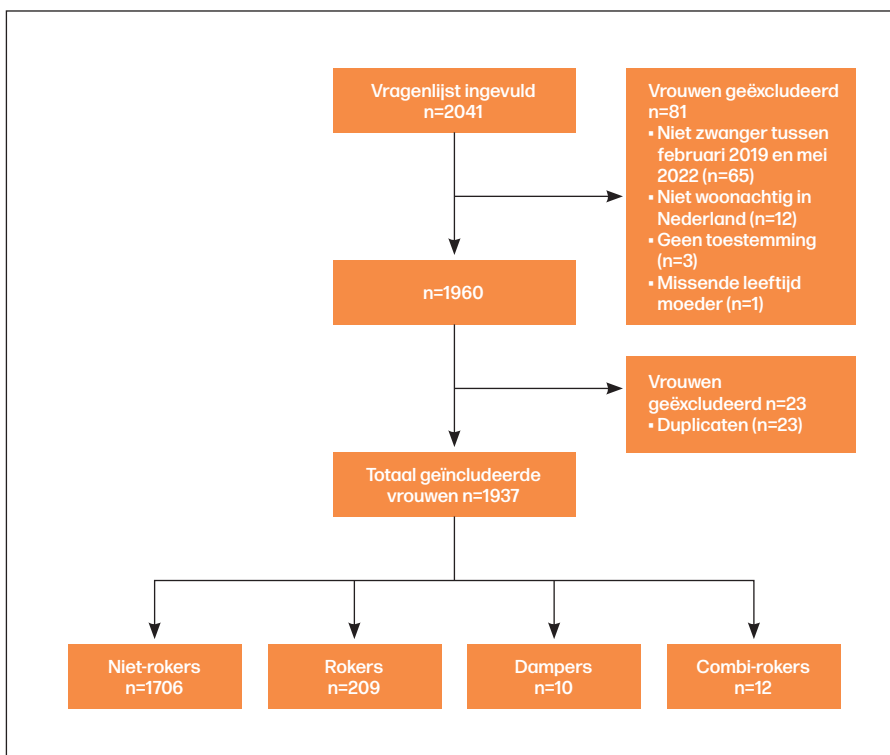 Vragenlijst ingevuld
n=2041
Vrouwen geëxcludeerd
n=81
▪ Niet zwanger tussen
februari 2019 en mei
2022 (n=65)
▪ Niet woonachtig in
Nederland (n=12)
▪ Geen toestemming
(n=3)
▪ Missende leeftijd
moeder (n=1)
n=1960
Vrouwen
geëxcludeerd n=23
▪ Duplicaten (n=23)
Totaal geïncludeerde
vrouwen n=1937
Niet-rokers
n=1706
Rokers
n=209
Dampers
n=10
Combi-rokers
n=12